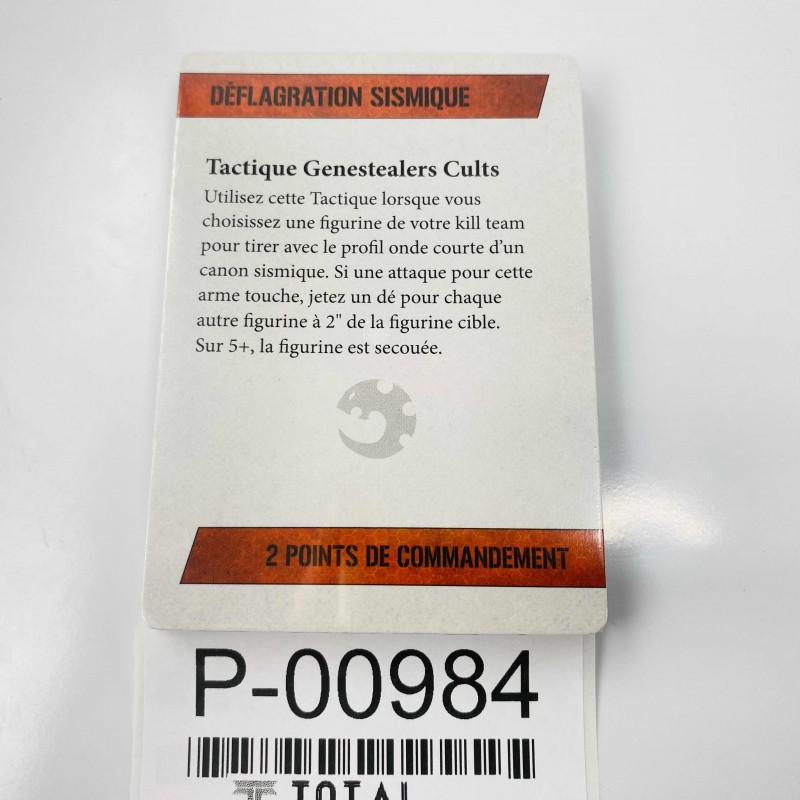 DÉFLAGRATION SISMIQUE
Tactique Genestealers Cults
Utilisez cette Tactique lorsque vous
choisissez une figurine de votre kill team
pour tirer avec le profil onde courte d'un
canon sismique. Si une attaque pour cette
arme touche, jetez un dé pour chaque
autre figurine à 2" de la figurine cible.
Sur 5+, la figurine est secouée.
2 POINTS DE COMMANDEMENT
P-00984
TOTAL